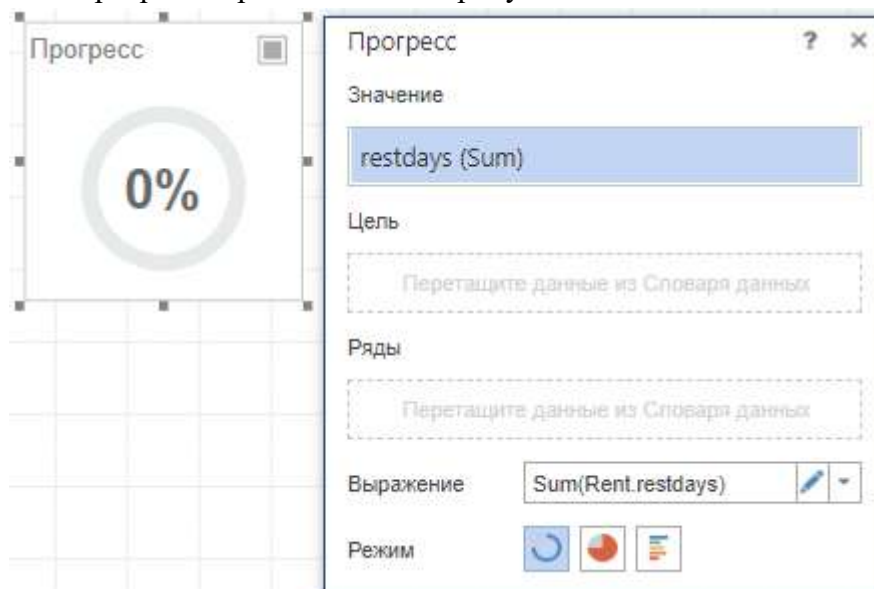 Прогресс
0%
Прогресс ? ×
Значение
restdays (Sum)
Цель
Перетащите данные из Словаря данных
Ряды
Перетащите данные из Словаря данных
Выражение Sum(Rent.restdays)
Режим